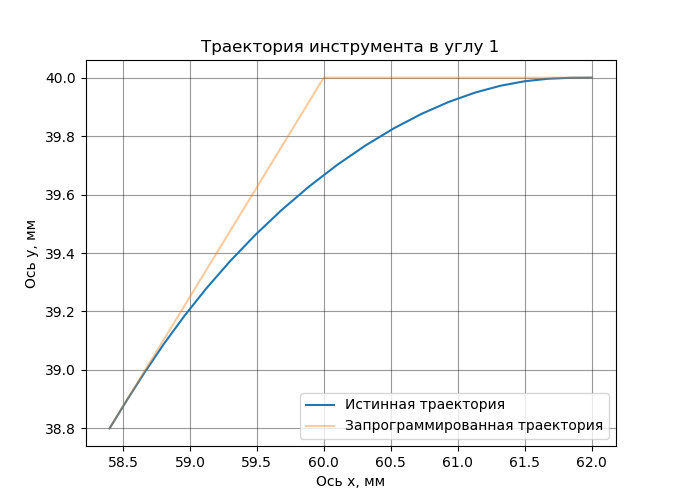 Траектория инструмента в углу 1
40.0
39.8
39.6
39.4
39.2
39.0
38.8
Ось y, мм
58.5 59.0 59.5 60.0 60.5 61.0 61.5 62.0
Ось x, мм
Истинная траектория
Запрограммированная траектория